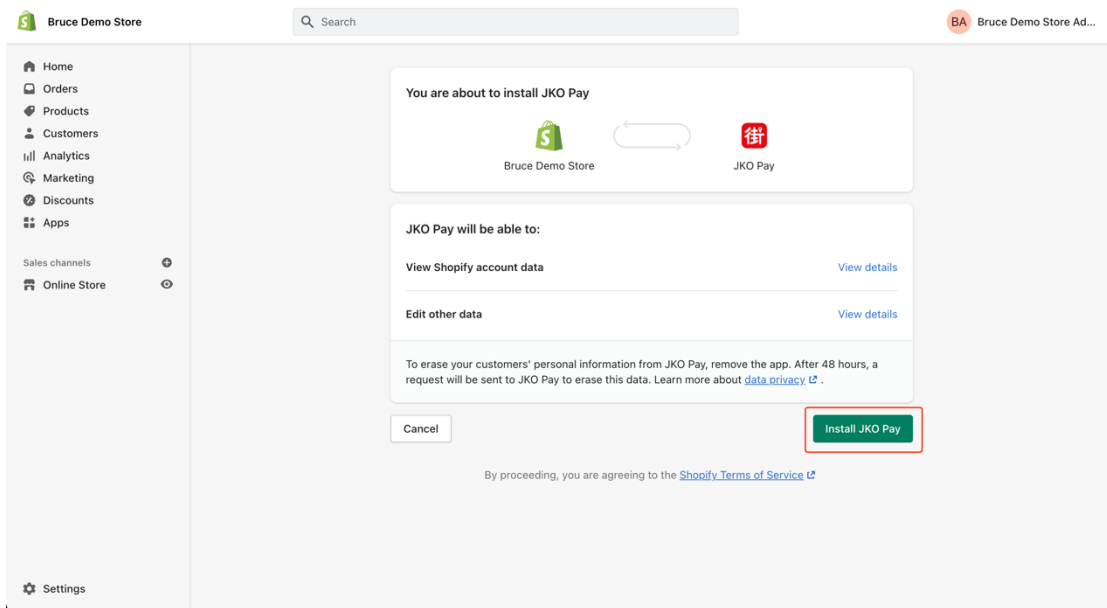 Bruce Demo Store
Search
BA
Bruce Demo Store Ad...
Home
Orders
Products
Customers
Analytics
Marketing
Discounts
Apps
Sales channels
Online Store
Settings
You are about to install JKO Pay
街
Bruce Demo Store
JKO Pay
JKO Pay will be able to:
View Shopify account data
View details
Edit other data
View details
To erase your customers' personal information from JKO Pay, remove the app. After 48 hours, a
request will be sent to JKO Pay to erase this data. Learn more about data privacy .
Cancel
Install JKO Pay
By proceeding, you are agreeing to the Shopify Terms of Service